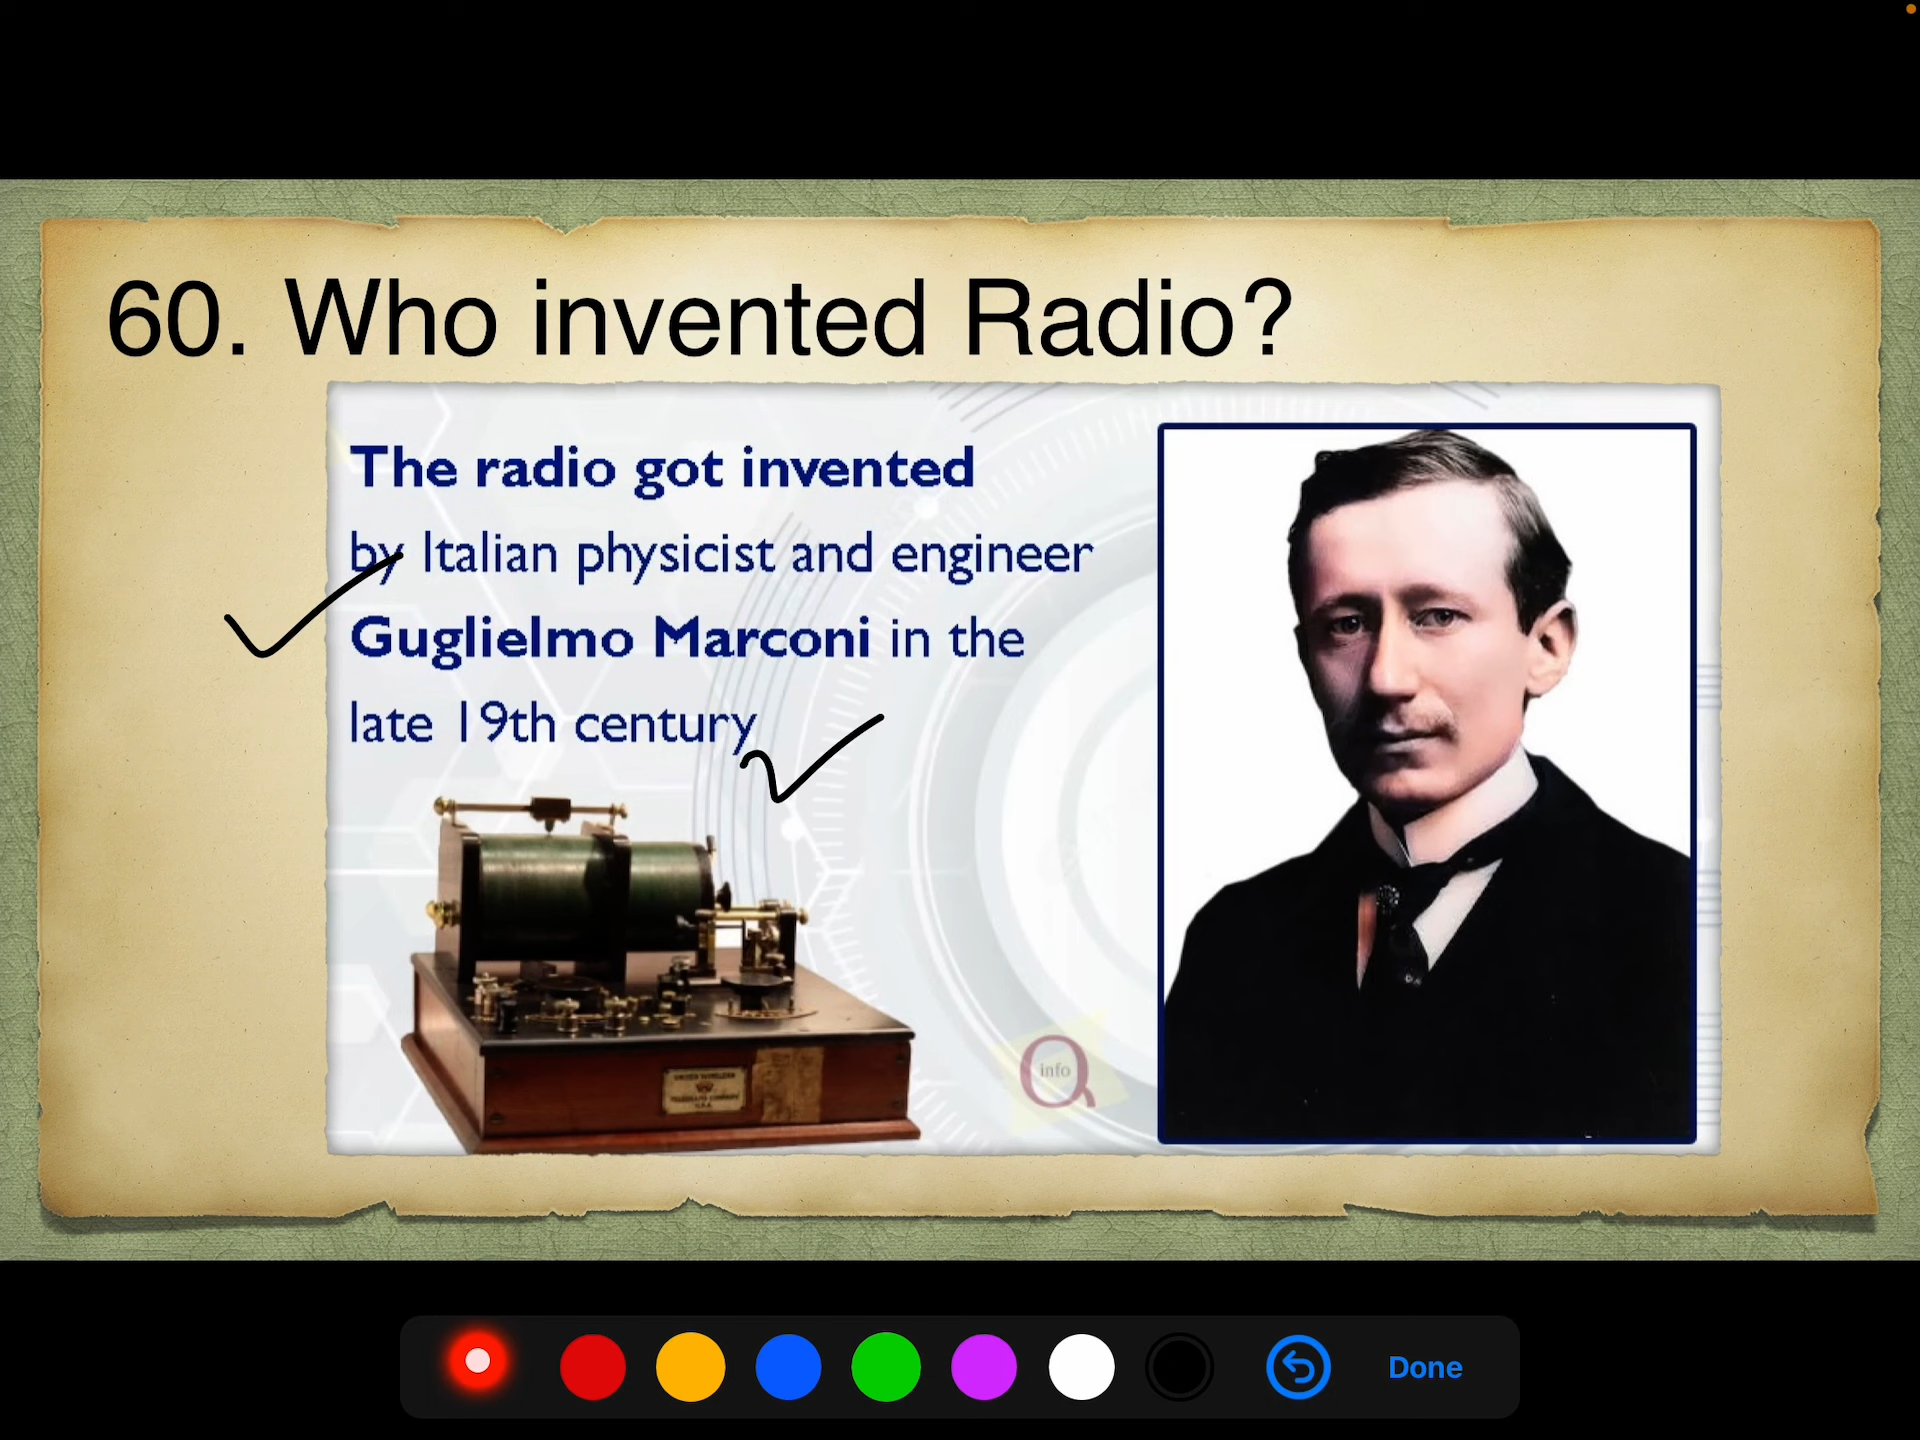 60. Who invented Radio?
The radio got invented
by Italian physicist and engineer
Guglielmo Marconi in the
late 19th century
info
Done